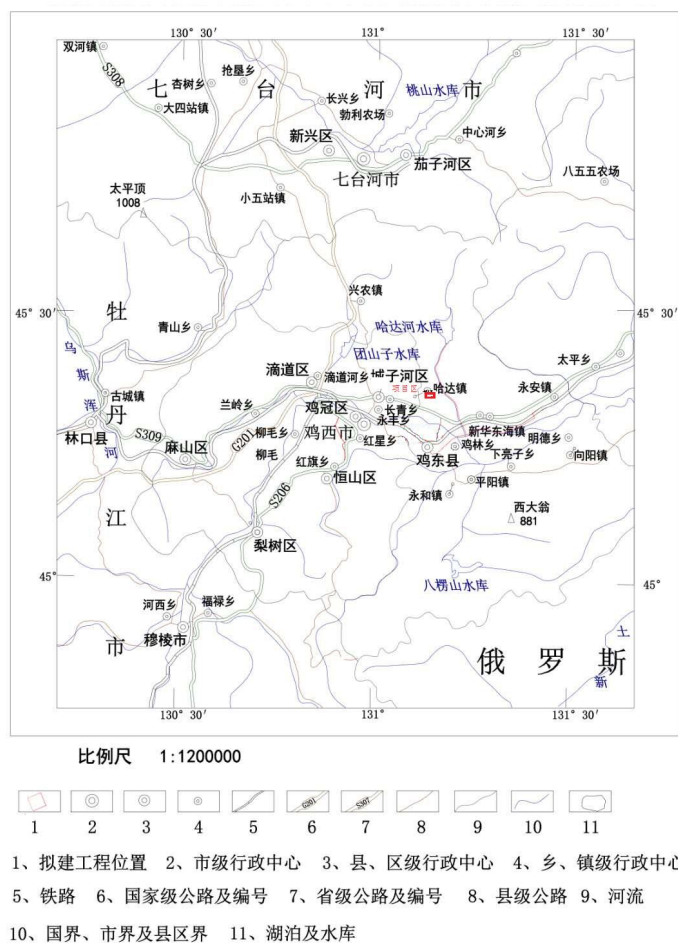 130° 30′ 131° 131° 30′
双河镇
S308
七台河市
杏树乡
抢垦乡
大四站镇
长兴乡
勃利农场
桃山水库
中心河乡
新兴区
茄子河区
七台河市
八五五农场
太平顶
1008
小五站镇
兴农镇
45° 30′ 45° 30′
牡丹江市
青山乡
哈达河水库
团山子水库
乌斯浑河
太平乡
滴道区
滴道河乡
城子河区
哈达镇
永安镇
古城镇
兰岭乡
鸡冠区
长青乡
永丰乡
林口县
S309
G201
柳毛乡
鸡西市
新华东海镇
麻山区
柳毛
红星乡
鸡林乡
明德乡
鸡东县
下亮子乡
向阳镇
红旗乡
恒山区
平阳镇
永和镇
S206
西大翁
881
梨树区
45° 45°
八楞山水库
河西乡
福禄乡
穆棱市
俄罗斯
土
新
130° 30′ 131° 131° 30′
比例尺 1:1200000
G201 S307
1 2 3 4 5 6 7 8 9 10 11
1、拟建工程位置 2、市级行政中心 3、县、区级行政中心 4、乡、镇级行政中心
5、铁路 6、国家级公路及编号 7、省级公路及编号 8、县级公路 9、河流
10、国界、市界及县区界 11、湖泊及水库